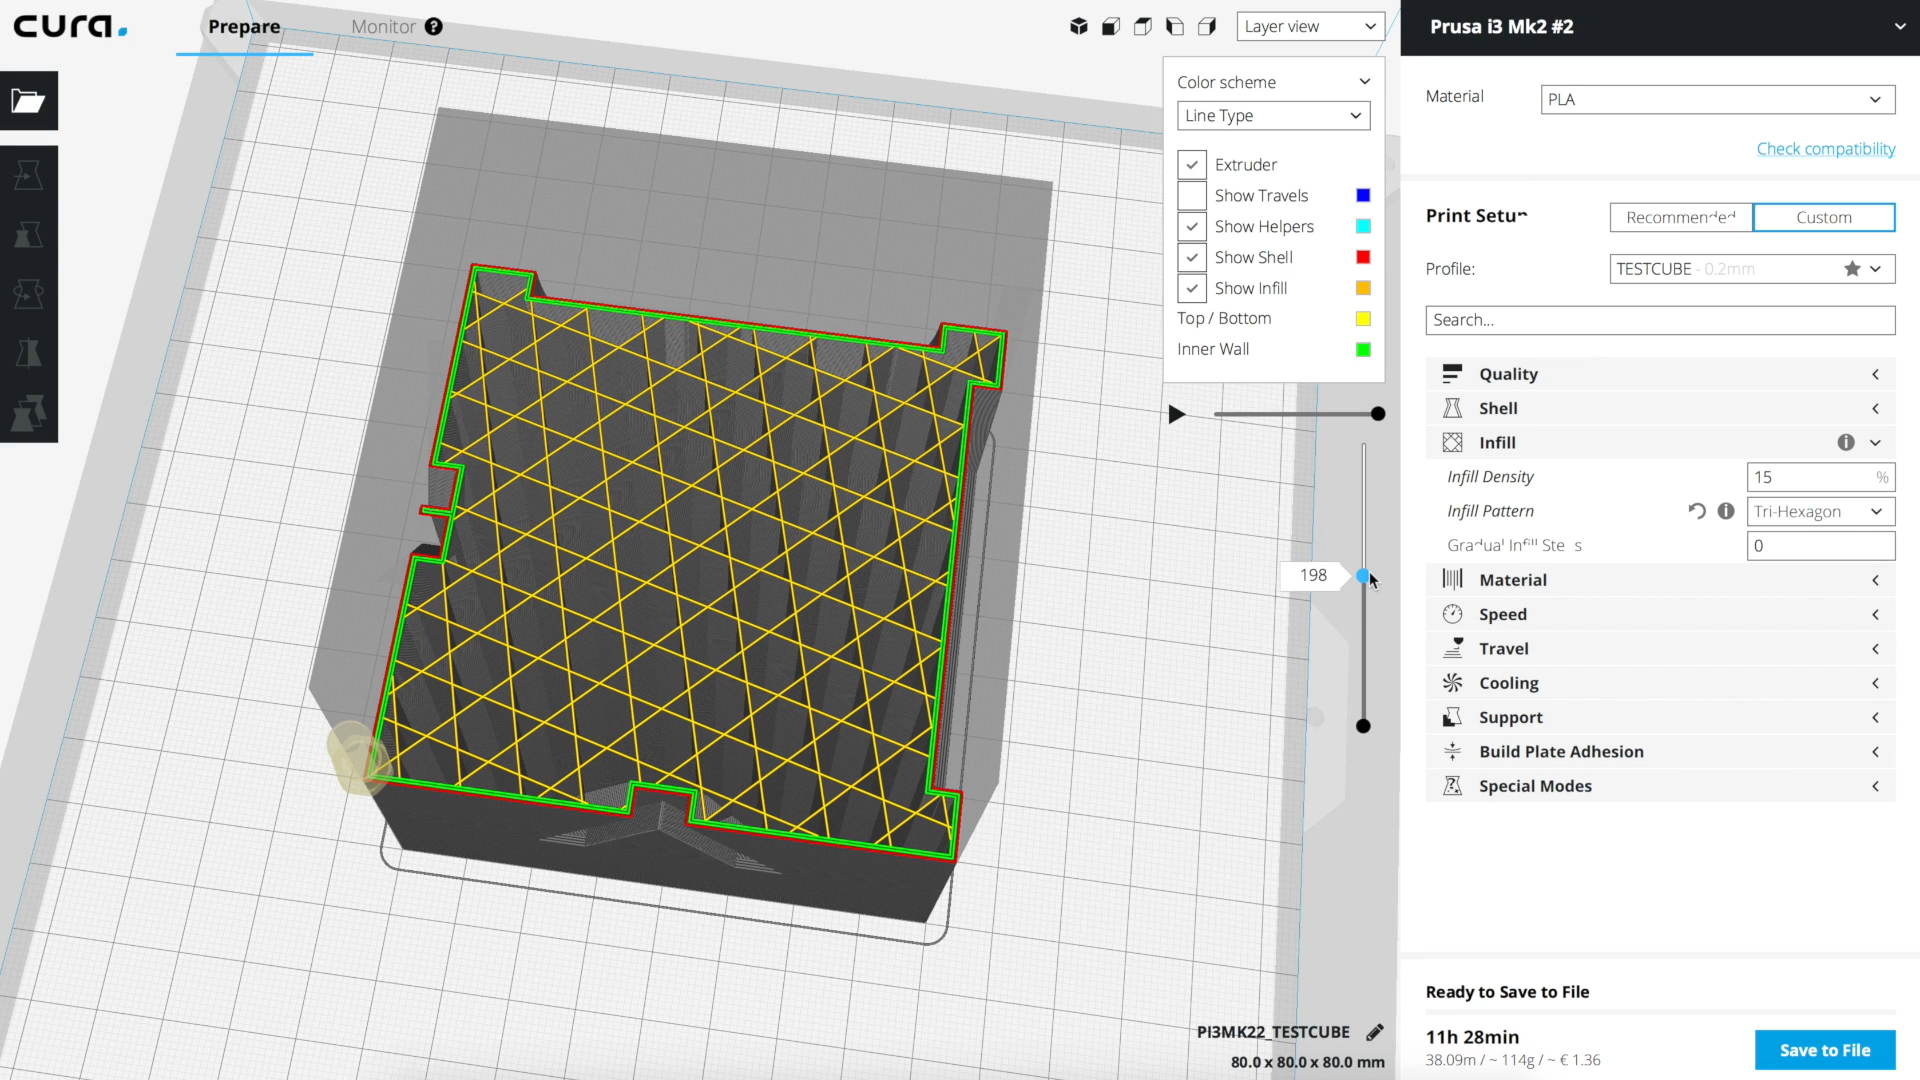 cura.
Prepare
Monitor ?
Layer view
Prusa i3 Mk2 #2
Color scheme
Line Type
Extruder
Show Travels
Show Helpers
Show Shell
Show Infill
Top / Bottom
Inner Wall
198
Material
PLA
Check compatibility
Print Setup
Recommended
Custom
Profile:
TESTCUBE - 0.2mm
Search...
Quality
Shell
Infill
Infill Density
15 %
Infill Pattern
Tri-Hexagon
Gradual Infill Steps
0
Material
Speed
Travel
Cooling
Support
Build Plate Adhesion
Special Modes
PI3MK22_TESTCUBE
80.0 x 80.0 x 80.0 mm
Ready to Save to File
11h 28min
38.09m / ~ 114g / ~ € 1.36
Save to File